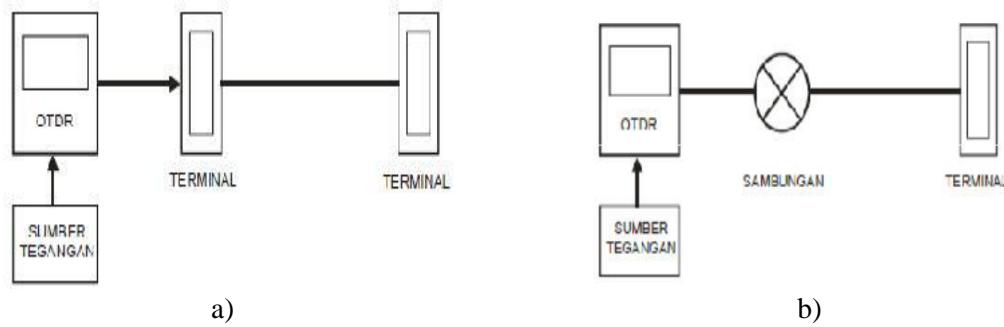 OTDR
TERMINAL
TERMINAL
SUMBER
TEGANGAN
a)
OTDR
SAMBUNGAN
TERMINAL
SUMBER
TEGANGAN
b)